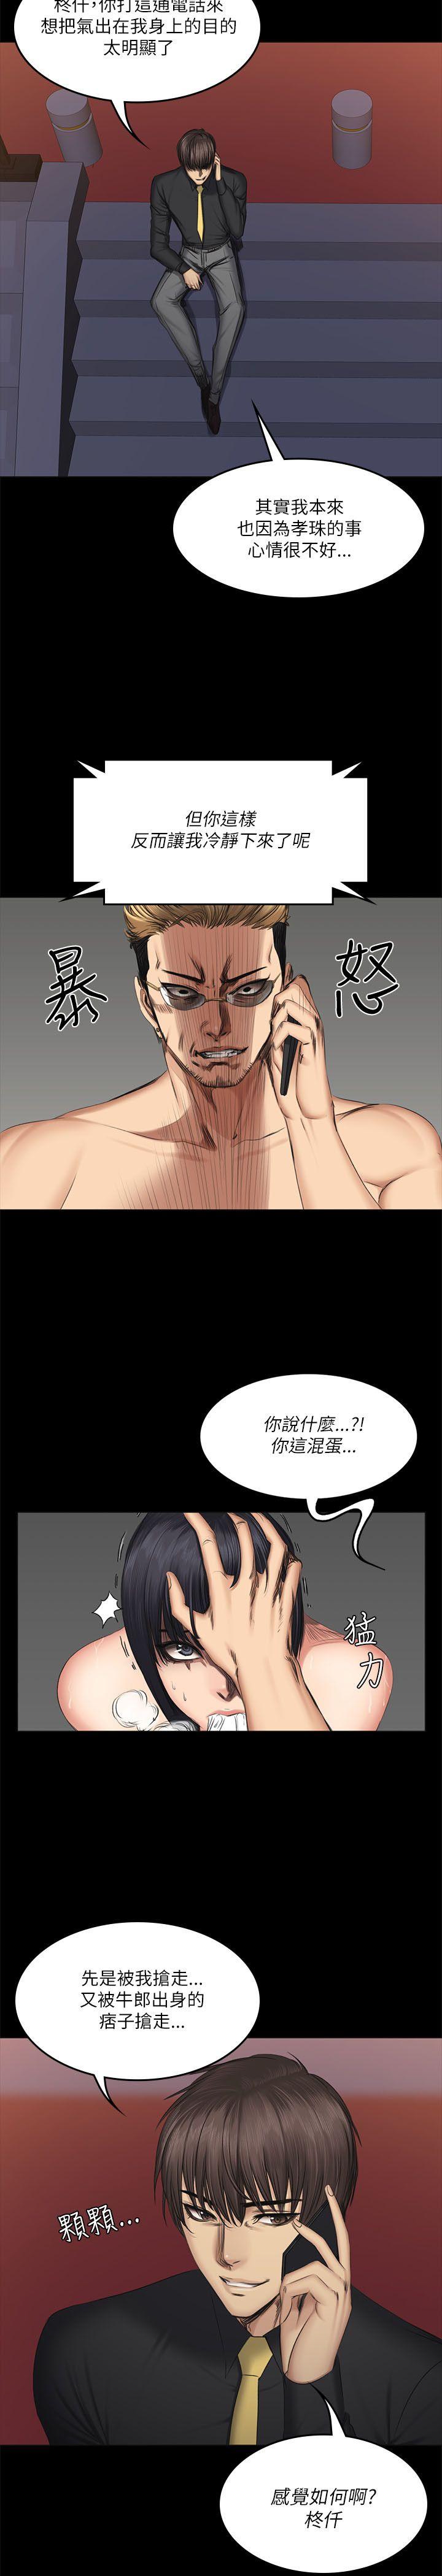 柊仟，你打這通電話來
想把氣出在我身上的目的
太明顯了
其實我本來
也因為孝珠的事
心情很不好...
但你這樣
反而讓我冷靜下來了呢
暴怒
你說什麼...?!
你這混蛋...
猛力
先是被我搶走...
又被牛郎出身的
痞子搶走...
顆顆...
感覺如何啊?
柊仟